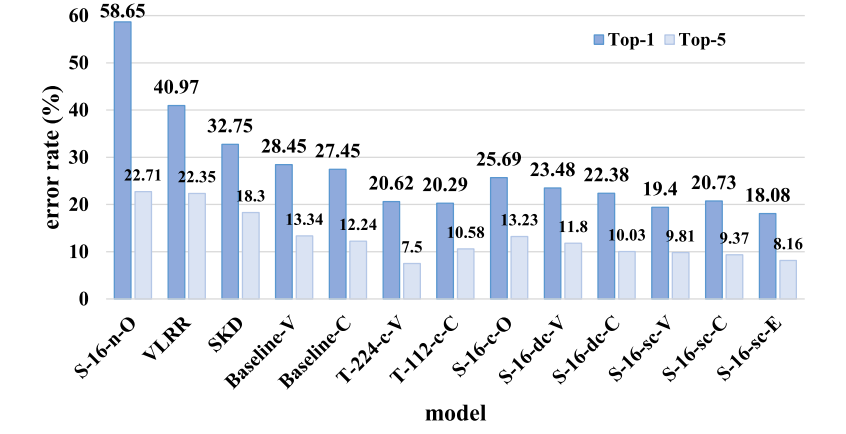 error rate (%)
60
50
40
30
20
10
0
Top-1 Top-5
58.65
22.71
40.97
22.35
32.75
18.3
28.45
13.34
27.45
12.24
20.62
7.5
20.29
10.58
25.69
13.23
23.48
11.8
22.38
10.03
19.4
9.81
20.73
9.37
18.08
8.16
S-16-n-O
VLRR
SKD
Baseline-V
Baseline-C
T-224-c-V
T-112-c-C
S-16-c-O
S-16-dc-V
S-16-dc-C
S-16-sc-V
S-16-sc-C
S-16-sc-E
model